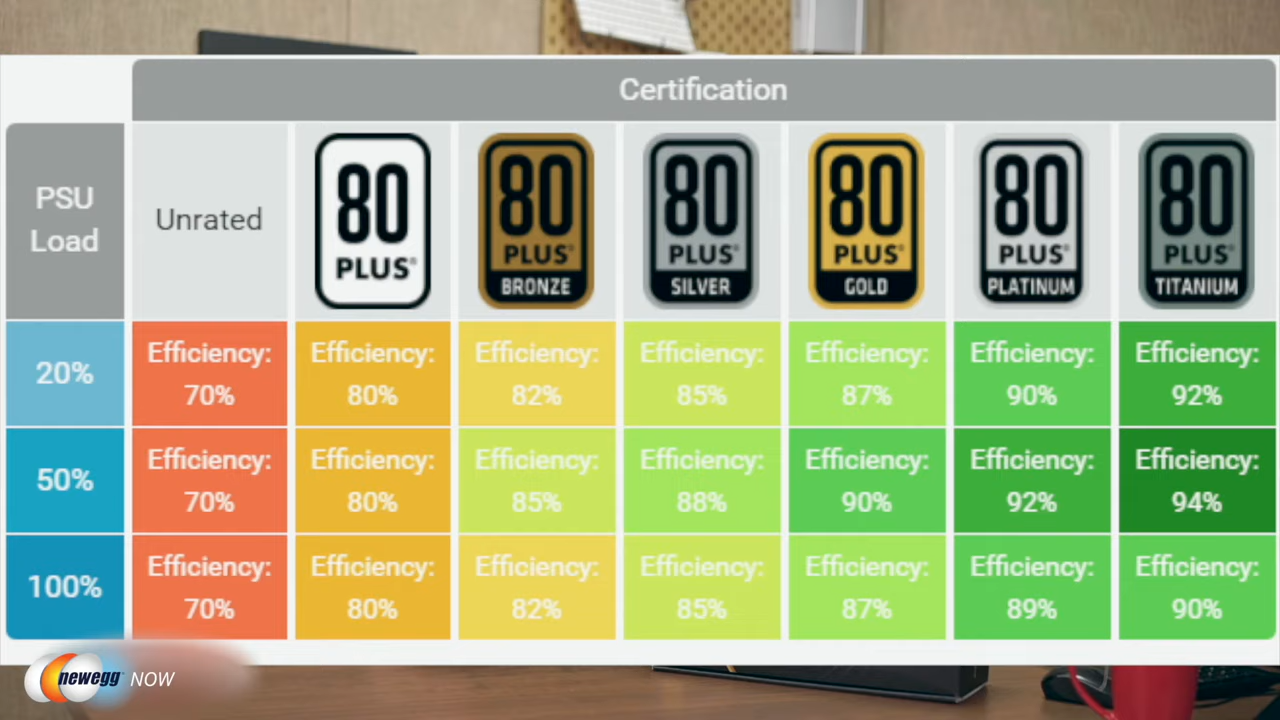 Certification
PSU
Load
Unrated
80
PLUS®
80
PLUS®
BRONZE
80
PLUS®
SILVER
80
PLUS®
GOLD
80
PLUS®
PLATINUM
80
PLUS®
TITANIUM
20%
Efficiency:
70%
Efficiency:
80%
Efficiency:
82%
Efficiency:
85%
Efficiency:
87%
Efficiency:
90%
Efficiency:
92%
50%
Efficiency:
70%
Efficiency:
80%
Efficiency:
85%
Efficiency:
88%
Efficiency:
90%
Efficiency:
92%
Efficiency:
94%
100%
Efficiency:
70%
Efficiency:
80%
Efficiency:
82%
Efficiency:
85%
Efficiency:
87%
Efficiency:
89%
Efficiency:
90%
newegg NOW